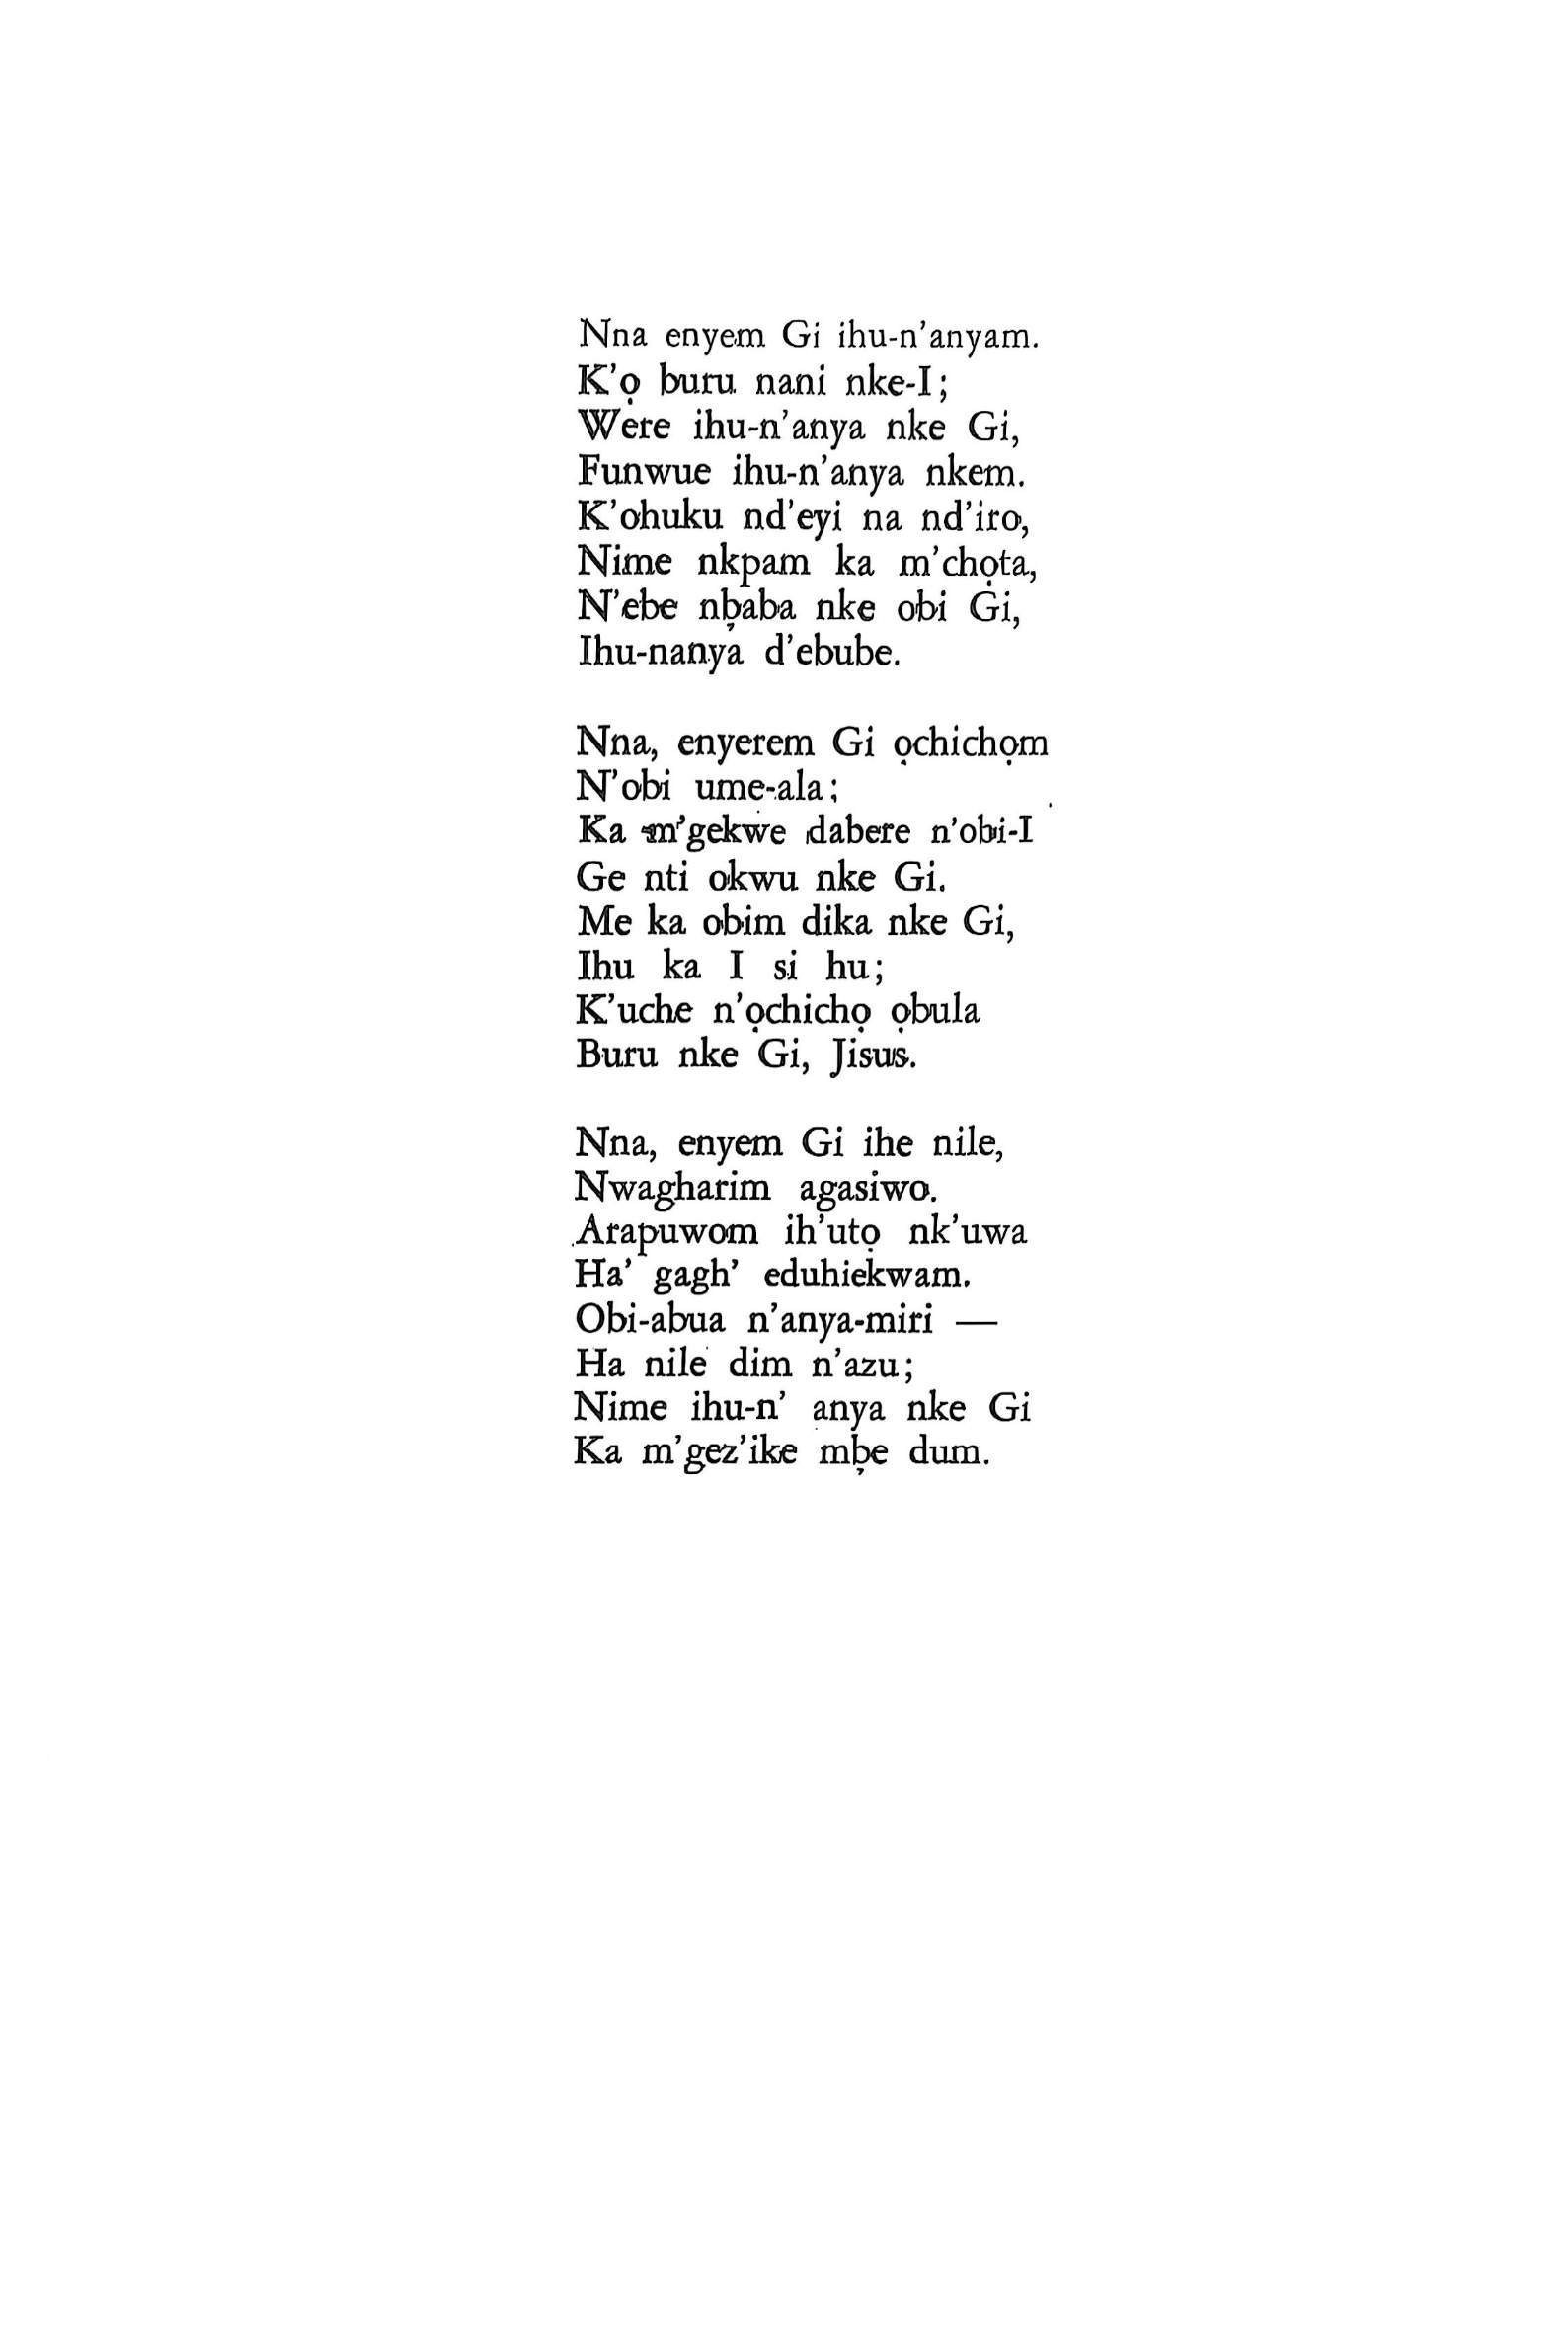 Nna enyem Gi ihu-n’anyam.
K’ọ buru nani nke-I;
Were ihu-n’anya nke Gi,
Funwue ihu-n’anya nkem.
K’ohuku nd’eyi na nd’iro,
Nime nkpam ka m’chọta,
N’ebe nḅaba nke obi Gi,
Ihu-nanya d’ebube.

Nna, enyerem Gi ọchichọm
N’obi ume-ala;
Ka m’gekwe dabere n’obi-I
Ge nti okwu nke Gi.
Me ka obim dika nke Gi,
Ihu ka I si hu;
K’uche n’ọchichọ ọbula
Buru nke Gi, Jisus.

Nna, enyem Gi ihe nile,
Nwagharim agasiwo.
Arapuwom ih’utọ nk’uwa
Ha’ gagh’ eduhiekwam.
Obi-abua n’anya-miri —
Ha nile dim n’azu;
Nime ihu-n’ anya nke Gi
Ka m’gez’ike mḅe dum.